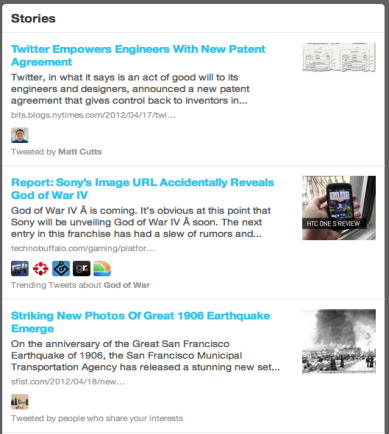 Stories
Twitter Empowers Engineers With New Patent
Agreement
Twitter, in what it says is an act of good will to its
engineers and designers, announced a new patent
agreement that gives control back to inventors in...
bits.blogs.nytimes.com/2012/04/17/twi...
Tweeted by Matt Cutts
Report: Sony's Image URL Accidentally Reveals
God of War IV
God of War IV Â is coming. It's obvious at this point that
Sony will be unveiling God of War Â soon. The next
entry in this franchise has had a slew of rumors and...
HTC ONE S REVIEW
technobuffalo.com/gaming/platfor...
gr.
Trending Tweets about God of War
Striking New Photos Of Great 1906 Earthquake
Emerge
On the anniversary of the Great San Francisco
Earthquake of 1906, the San Francisco Municipal
Transportation Agency has released a stunning new set...
sfist.com/2012/04/18/new...
Tweeted by people who share your interests